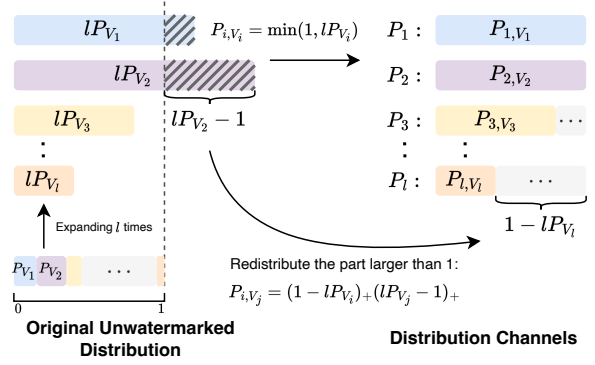 lP_{V_1}
P_{i,V_i} = min(1, lP_{V_i})
P_1 :
P_{1,V_1}
lP_{V_2}
P_2 :
P_{2,V_2}
lP_{V_3}
lP_{V_2} − 1
P_3 :
P_{3,V_3}
···
⋮
⋮
⋮
lP_{V_l}
P_l :
P_{l,V_l}
···
Expanding l times
1 − lP_{V_l}
P_{V_1} P_{V_2} ···
Redistribute the part larger than 1:
P_{i,V_j} = (1 − lP_{V_i})_+(lP_{V_j} − 1)_+
0 1
Original Unwatermarked
Distribution
Distribution Channels